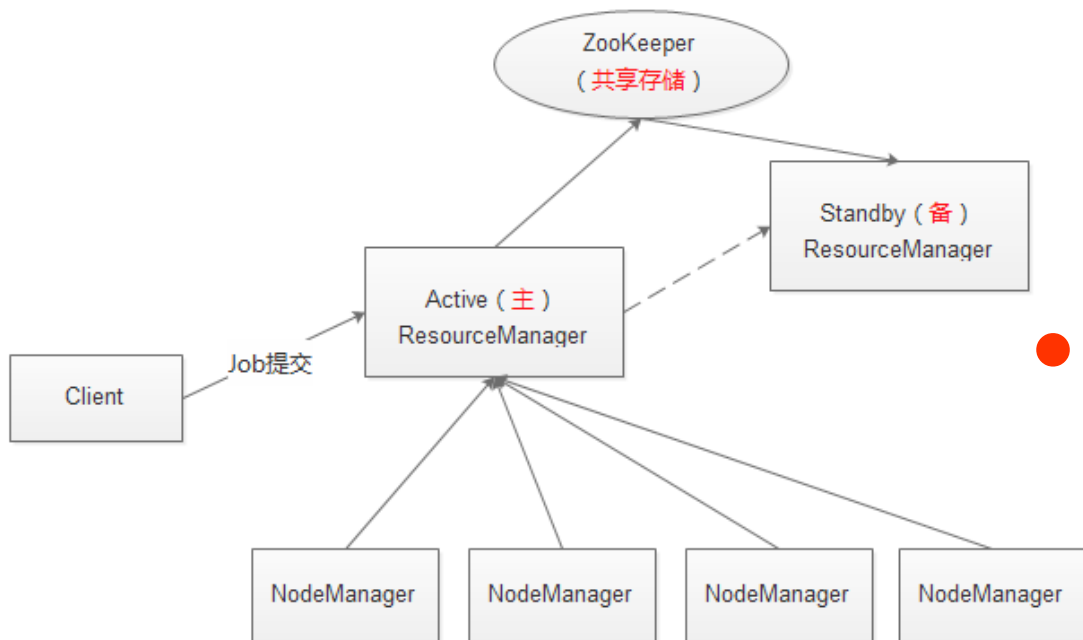 ZooKeeper
（共享存储）
Standby（备）
ResourceManager
Active（主）
ResourceManager
Job提交
Client
NodeManager
NodeManager
NodeManager
NodeManager